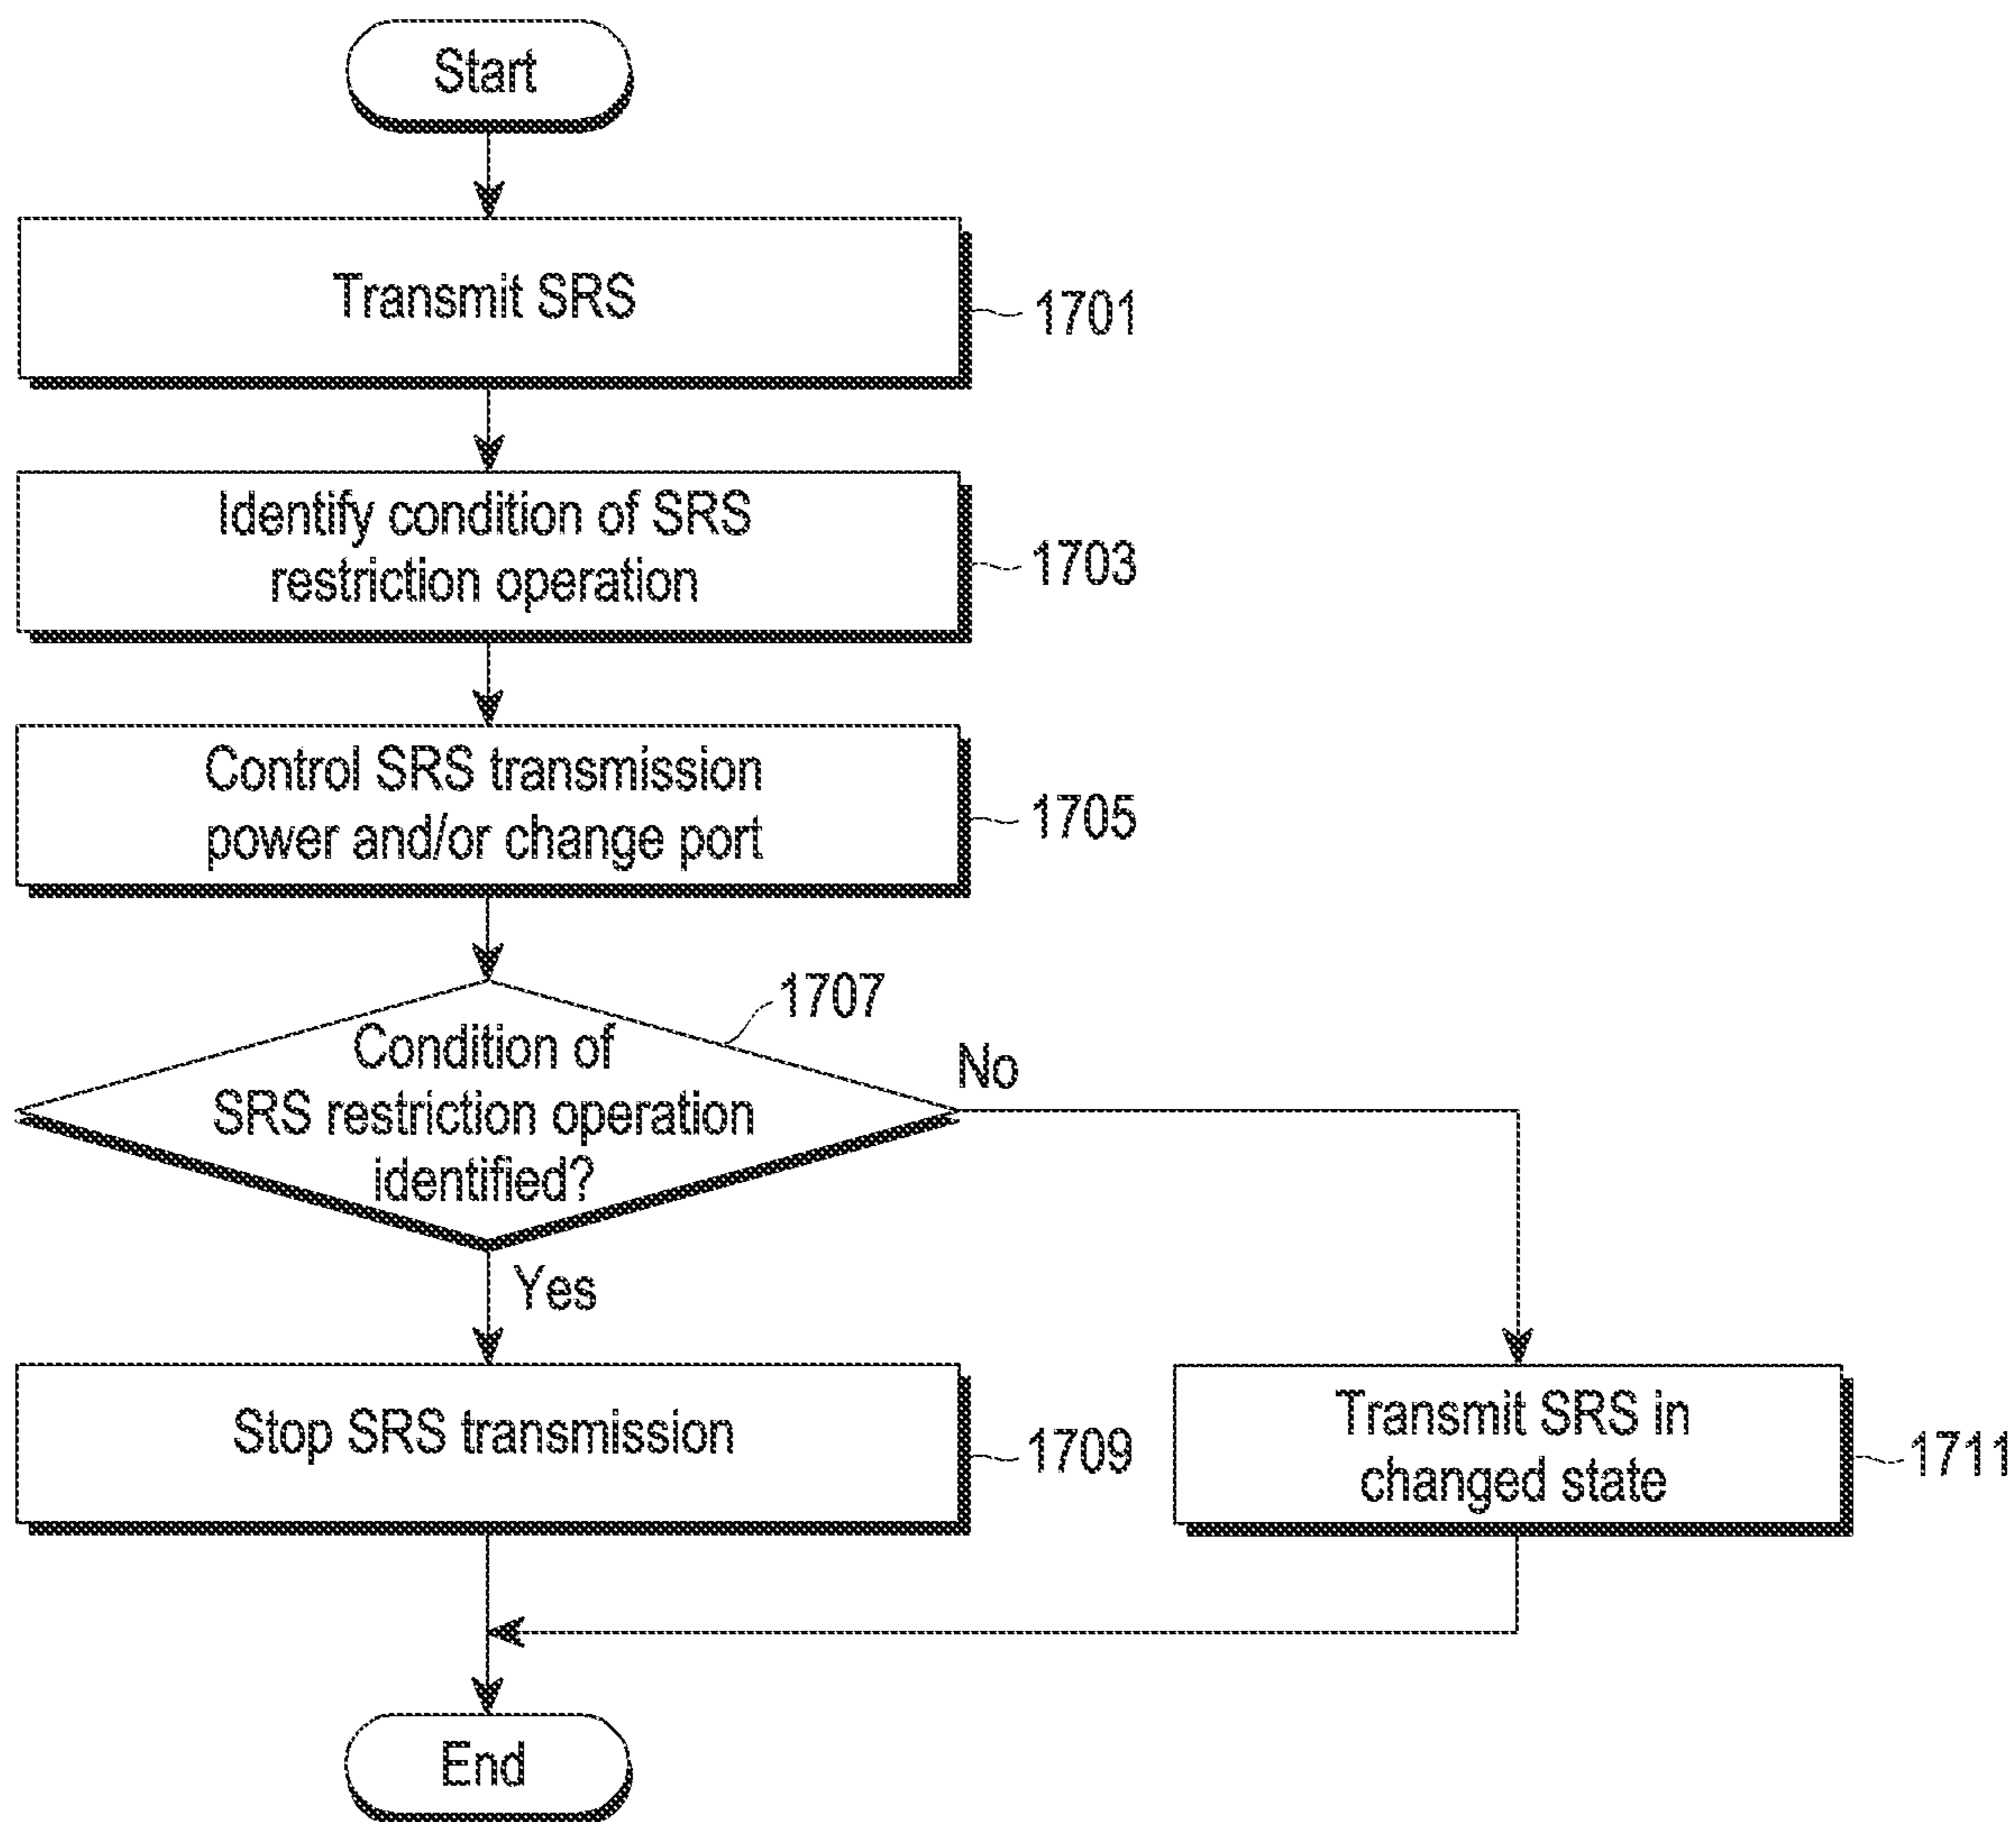 Start
Transmit SRS
1701
Identify condition of SRS
restriction operation
1703
Control SRS transmission
power and/or change port
1705
1707
Condition of
SRS restriction operation
identified?
No
Yes
Stop SRS transmission
1709
Transmit SRS in
changed state
1711
End